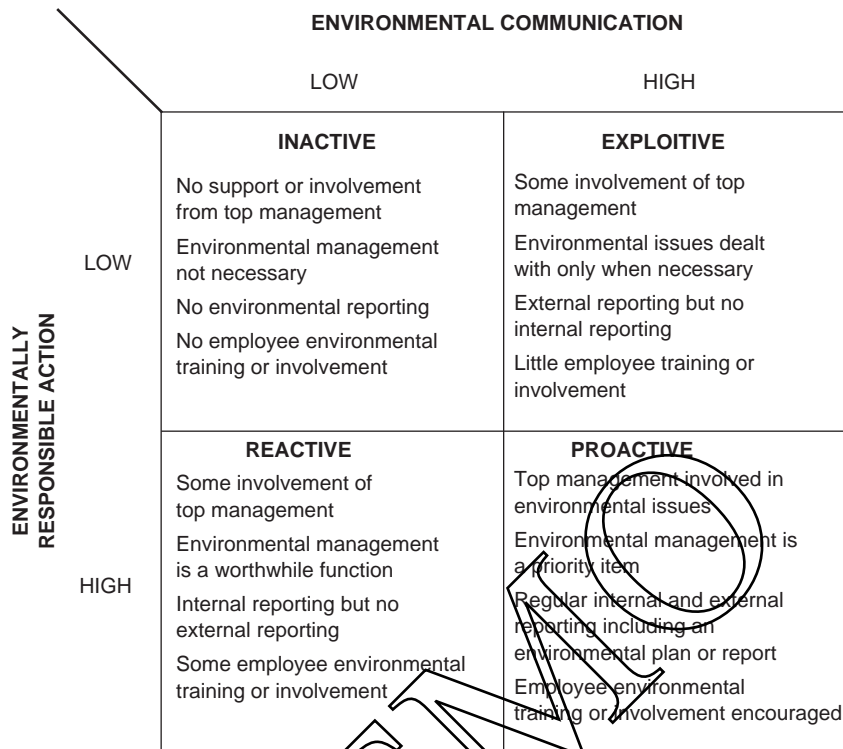 ENVIRONMENTAL COMMUNICATION
LOW
HIGH
ENVIRONMENTALLY
RESPONSIBLE ACTION
LOW
INACTIVE
No support or involvement
from top management
Environmental management
not necessary
No environmental reporting
No employee environmental
training or involvement
EXPLOITIVE
Some involvement of top
management
Environmental issues dealt
with only when necessary
External reporting but no
internal reporting
Little employee training or
involvement
HIGH
REACTIVE
Some involvement of
top management
Environmental management
is a worthwhile function
Internal reporting but no
external reporting
Some employee environmental
training or involvement
PROACTIVE
Top management involved in
environmental issues
Environmental management is
a priority item
Regular internal and external
reporting including an
environmental plan or report
Employee environmental
training or involvement encouraged